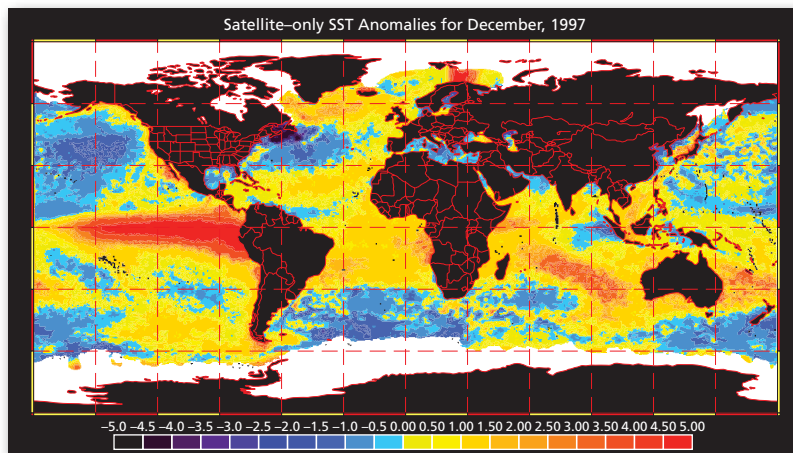 Satellite–only SST Anomalies for December, 1997
–5.0 –4.5 –4.0 –3.5 –3.0 –2.5 –2.0 –1.5 –1.0 –0.5 0.00 0.50 1.00 1.50 2.00 2.50 3.00 3.50 4.00 4.50 5.00